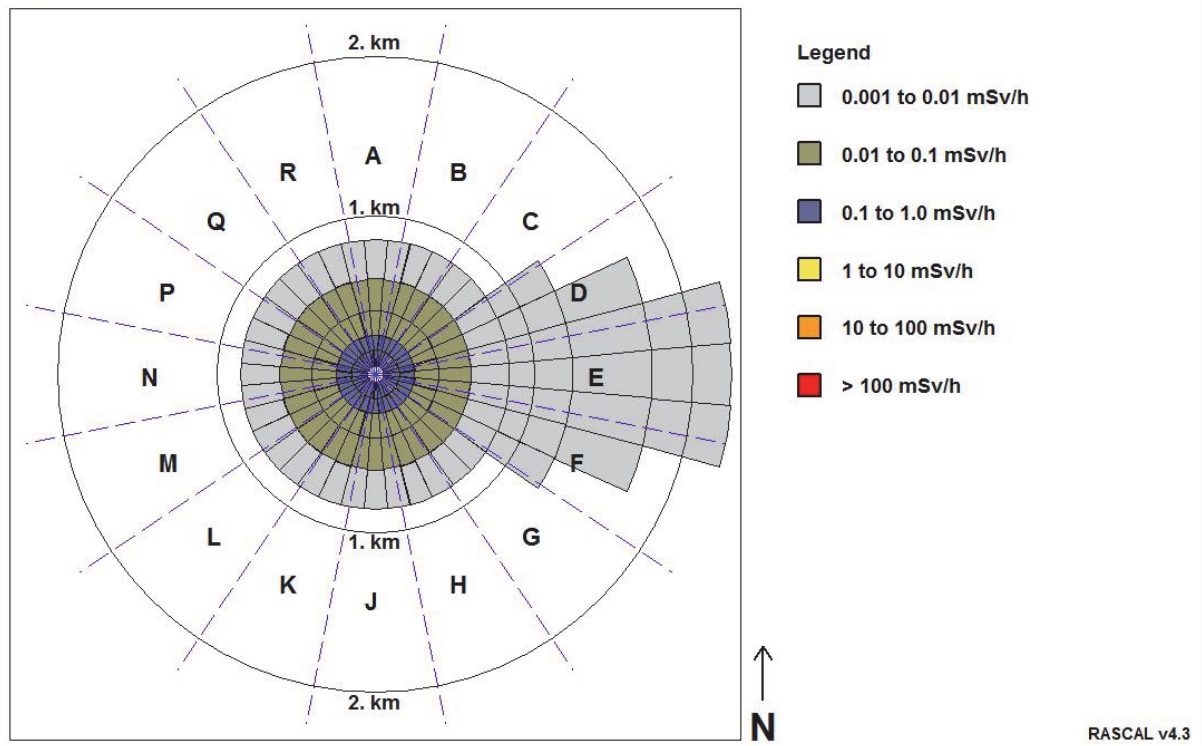 2. km
A
R
B
Legend
0.001 to 0.01 mSv/h
0.01 to 0.1 mSv/h
0.1 to 1.0 mSv/h
1 to 10 mSv/h
10 to 100 mSv/h
> 100 mSv/h
1. km
Q
C
P
D
N
E
M
F
L
G
1. km
K
H
J
2. km
N
RASCAL v4.3